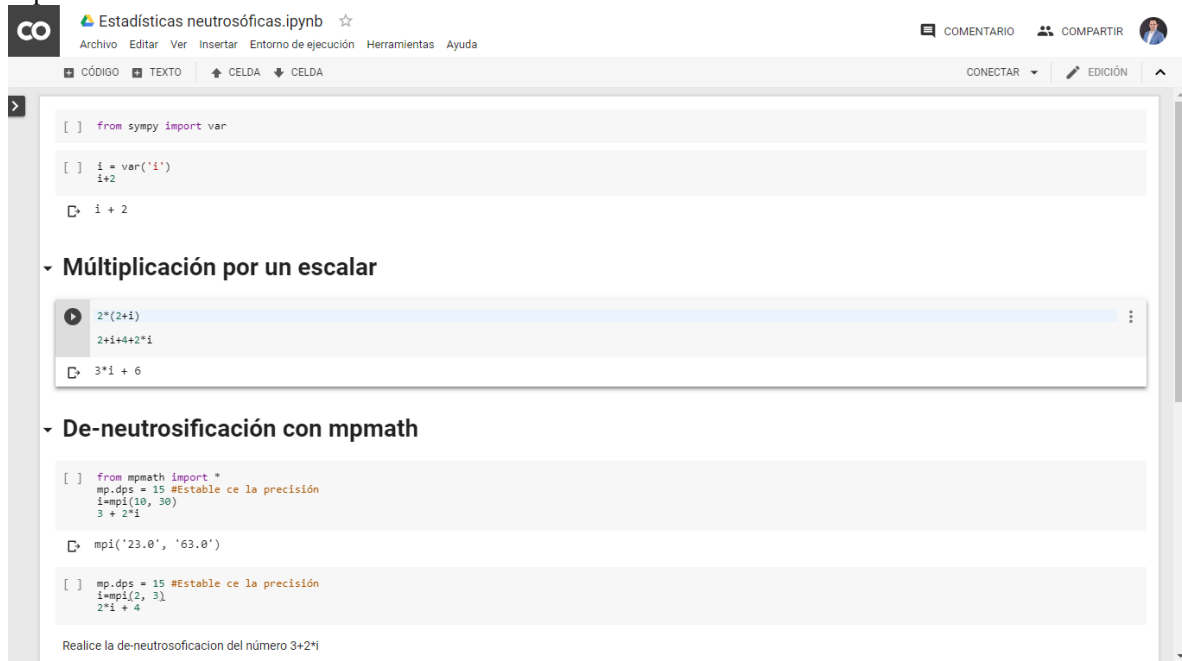 CO
Estadísticas neutrosóficas.ipynb
Archivo Editar Ver Insertar Entorno de ejecución Herramientas Ayuda
COMENTARIO COMPARTIR
CÓDIGO TEXTO CELDA CELDA
CONECTAR EDICIÓN
[ ] from sympy import var
[ ] i = var('i')
i+2
i + 2
Múltiplicación por un escalar
2*(2+i)
2+i+4+2*i
3*i + 6
De-neutrosificación con mpmath
[ ] from mpmath import *
mp.dps = 15 #Estable ce la precisión
i=mpi(10, 30)
3 + 2*i
mpi('23.0', '63.0')
[ ] mp.dps = 15 #Estable ce la precisión
i=mpi(2, 3)
2*i + 4
Realice la de-neutrosoficacion del número 3+2*i